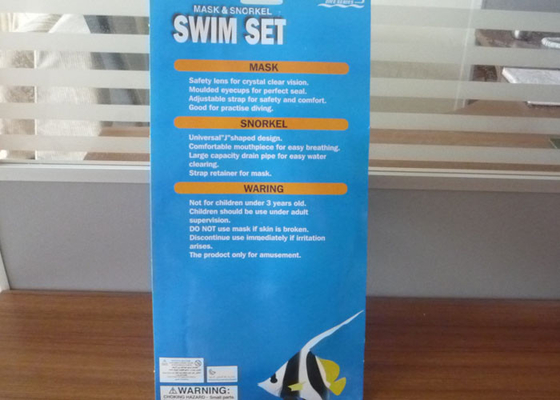 MASK & SNORKEL
SWIM SET
MASK
Safety lens for crystal clear vision.
Moulded eyecups for perfect seal.
Adjustable strap for safety and comfort.
Good for practise diving.
SNORKEL
Universal"J"shaped design.
Comfortable mouthpiece for easy breathing.
Large capacity drain pipe for easy water
clearing.
Strap retainer for mask.
WARING
Not for children under 3 years old.
Children should be use under adult
supervision.
DO NOT use mask if skin is broken.
Discontinue use immediately if irritation
arises.
The product only for amusement.
WARNING:
CHOKING HAZARD - Small parts